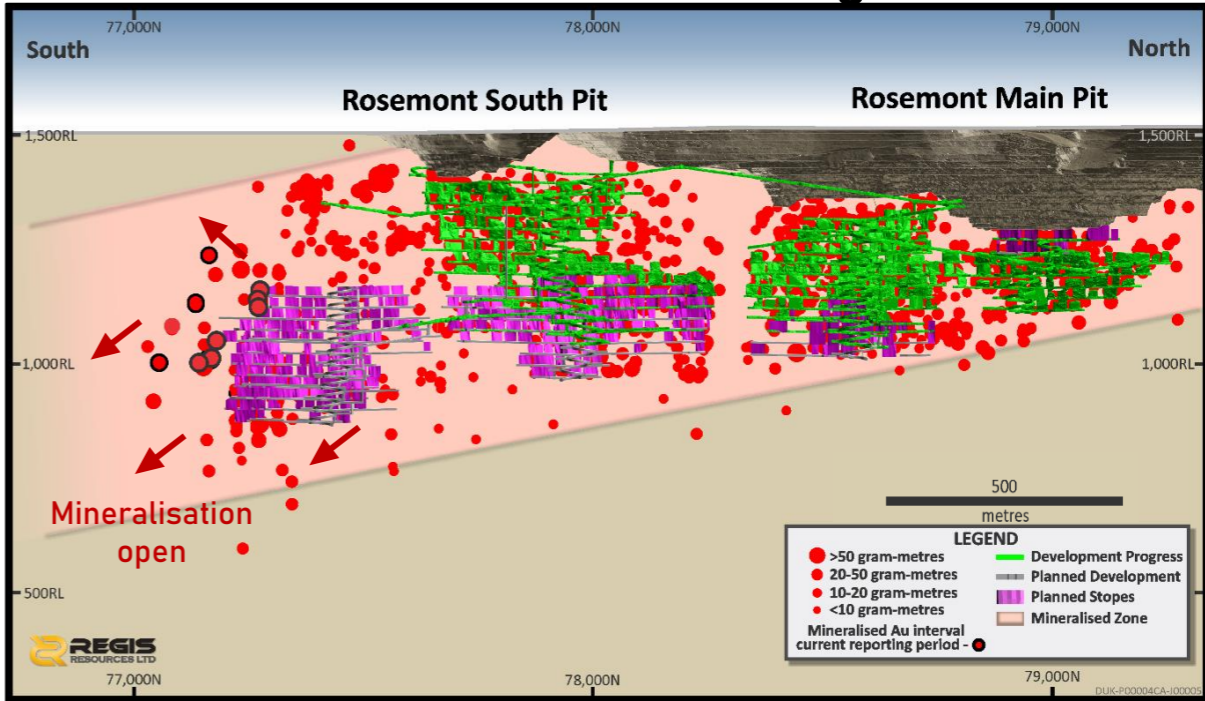 77,000N
78,000N
79,000N
South
North
Rosemont South Pit
Rosemont Main Pit
1,500RL
1,500RL
1,000RL
1,000RL
Mineralisation
open
500
metres
LEGEND
>50 gram-metres
20-50 gram-metres
10-20 gram-metres
<10 gram-metres
Mineralised Au interval
current reporting period -
Development Progress
Planned Development
Planned Stopes
Mineralised Zone
500RL
REGIS
RESOURCES LTD
77,000N
78,000N
79,000N
DUK-P00004CA-J00005